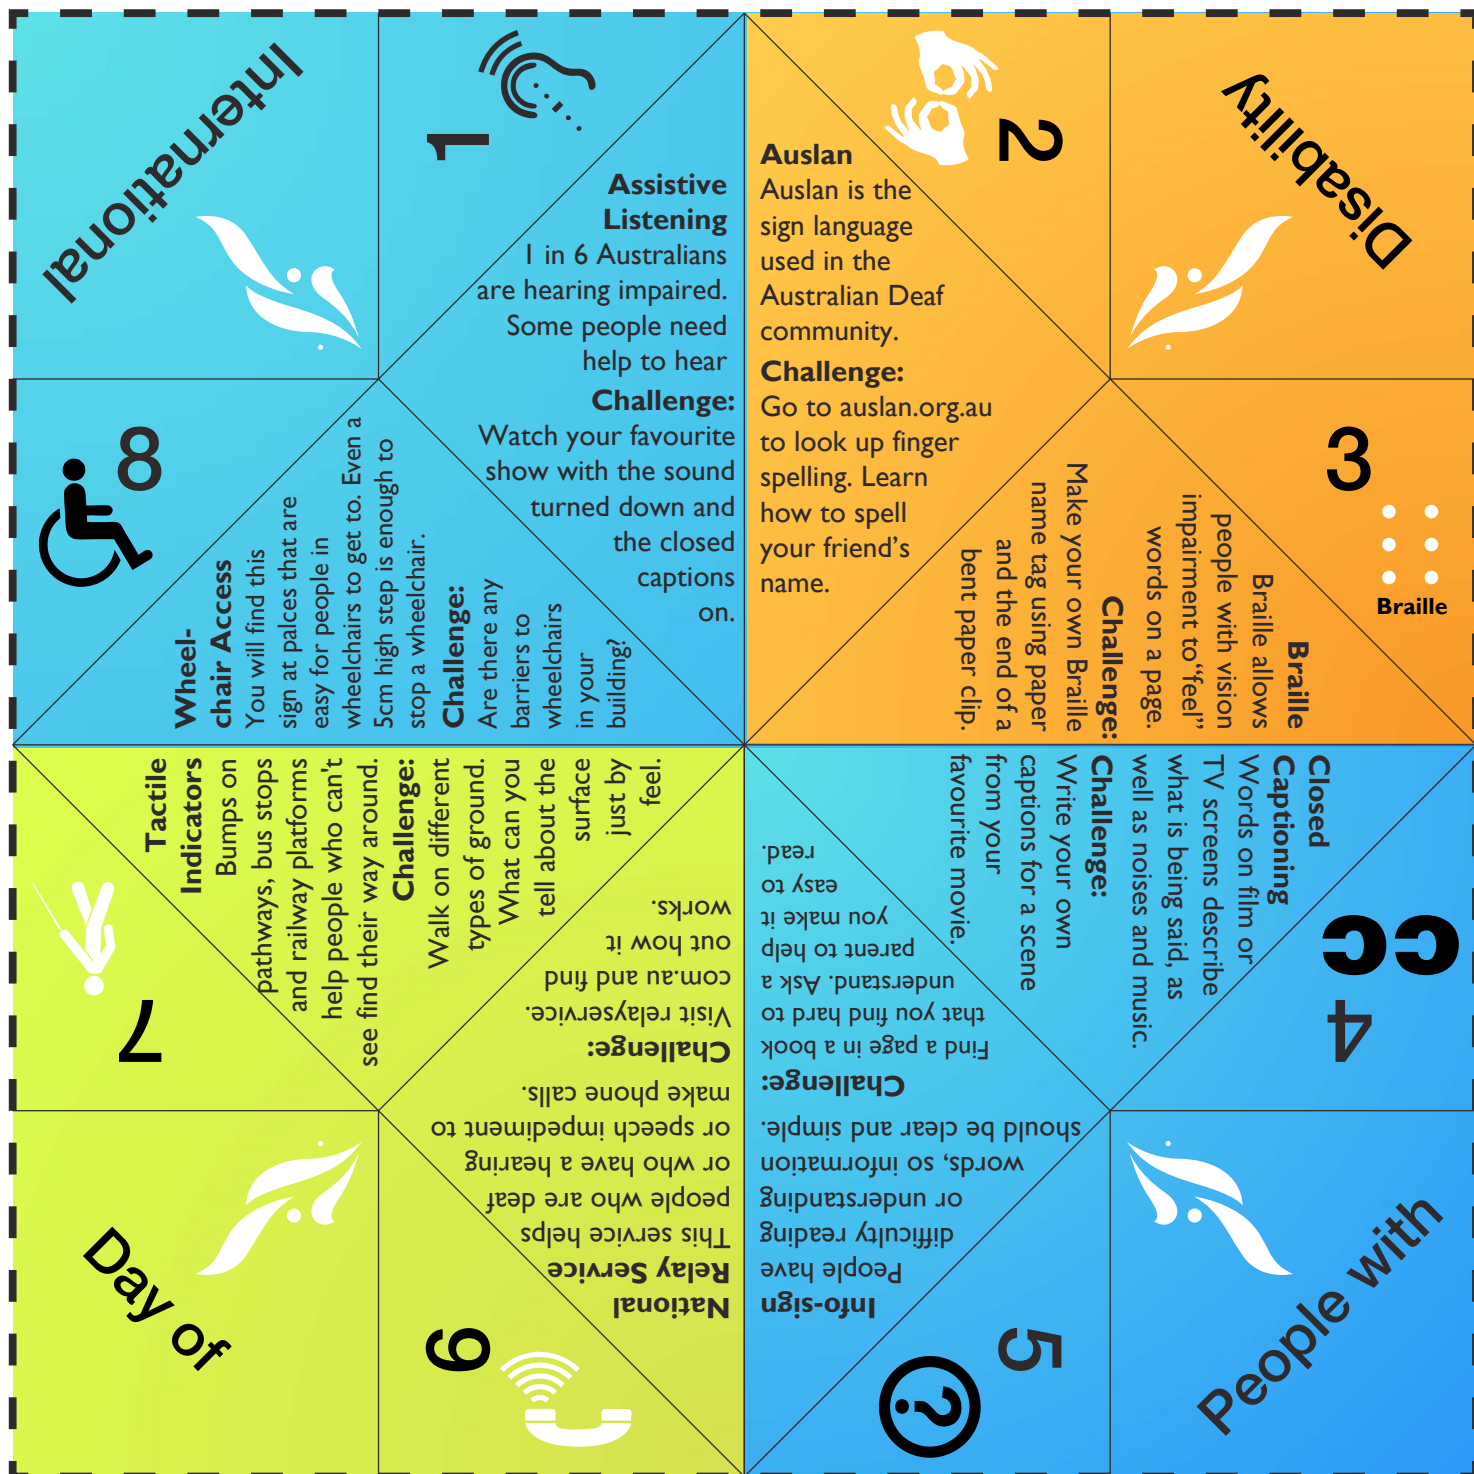 International
1
Assistive
Listening
1 in 6 Australians
are hearing impaired.
Some people need
help to hear
Challenge:
Watch your favourite
show with the sound
turned down and
the closed
captions
on.
2
Auslan
Auslan is the
sign language
used in the
Australian Deaf
community.
Challenge:
Go to auslan.org.au
to look up finger
spelling. Learn
how to spell
your friend's
name.
Disability
3
Braille
Braille
Braille allows
people with vision
impairment to“feel”
words on a page.
Challenge:
Make your own Braille
name tag using paper
and the end of a
bent paper clip.
4
cc
Closed
Captioning
Words on film or
TV screens describe
what is being said, as
well as noises and music.
Challenge:
Write your own
captions for a scene
from your
favourite movie.
People with
5
?
Info-sign
People have
difficulty reading
or understanding
words, so information
should be clear and simple.
Challenge:
Find a page in a book
that you find hard to
understand. Ask a
parent to help
you make it
easy to
read.
6
National
Relay Service
This service helps
people who are deaf
or who have a hearing
or speech impediment to
make phone calls.
Challenge:
Visit relayservice.
com.au and find
out how it
works.
Day of
7
Tactile
Indicators
Bumps on
pathways, bus stops
and railway platforms
help people who can't
see find their way around.
Challenge:
Walk on different
types of ground.
What can you
tell about the
surface
just by
feel.
8
Wheel-
chair Access
You will find this
sign at palces that are
easy for people in
wheelchairs to get to. Even a
5cm high step is enough to
stop a wheelchair.
Challenge:
Are there any
barriers to
wheelchairs
in your
building?